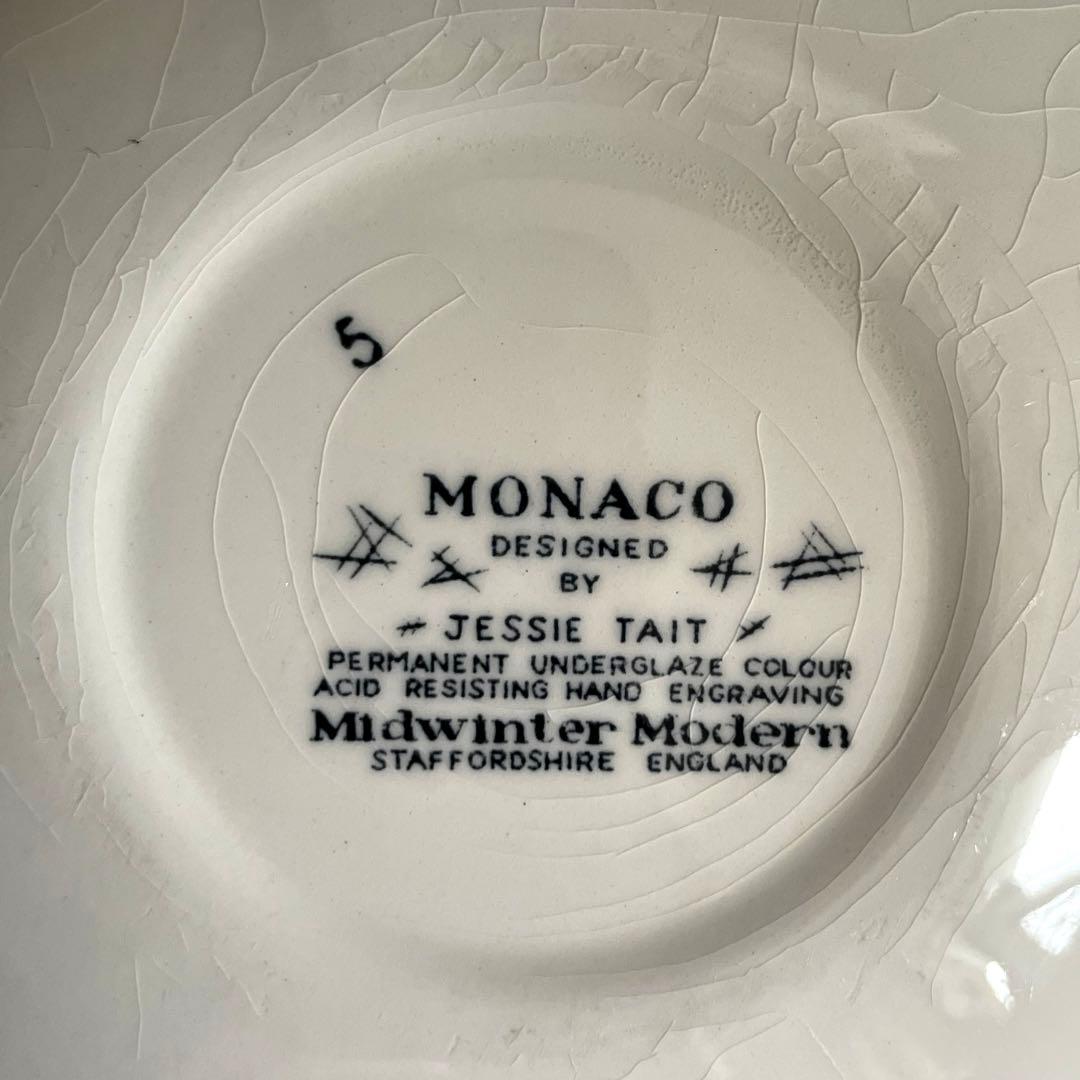 5
MONACO
DESIGNED
BY
JESSIE TAIT
PERMANENT UNDERGLAZE COLOUR
ACID RESISTING HAND ENGRAVING
Midwinter Modern
STAFFORDSHIRE ENGLAND